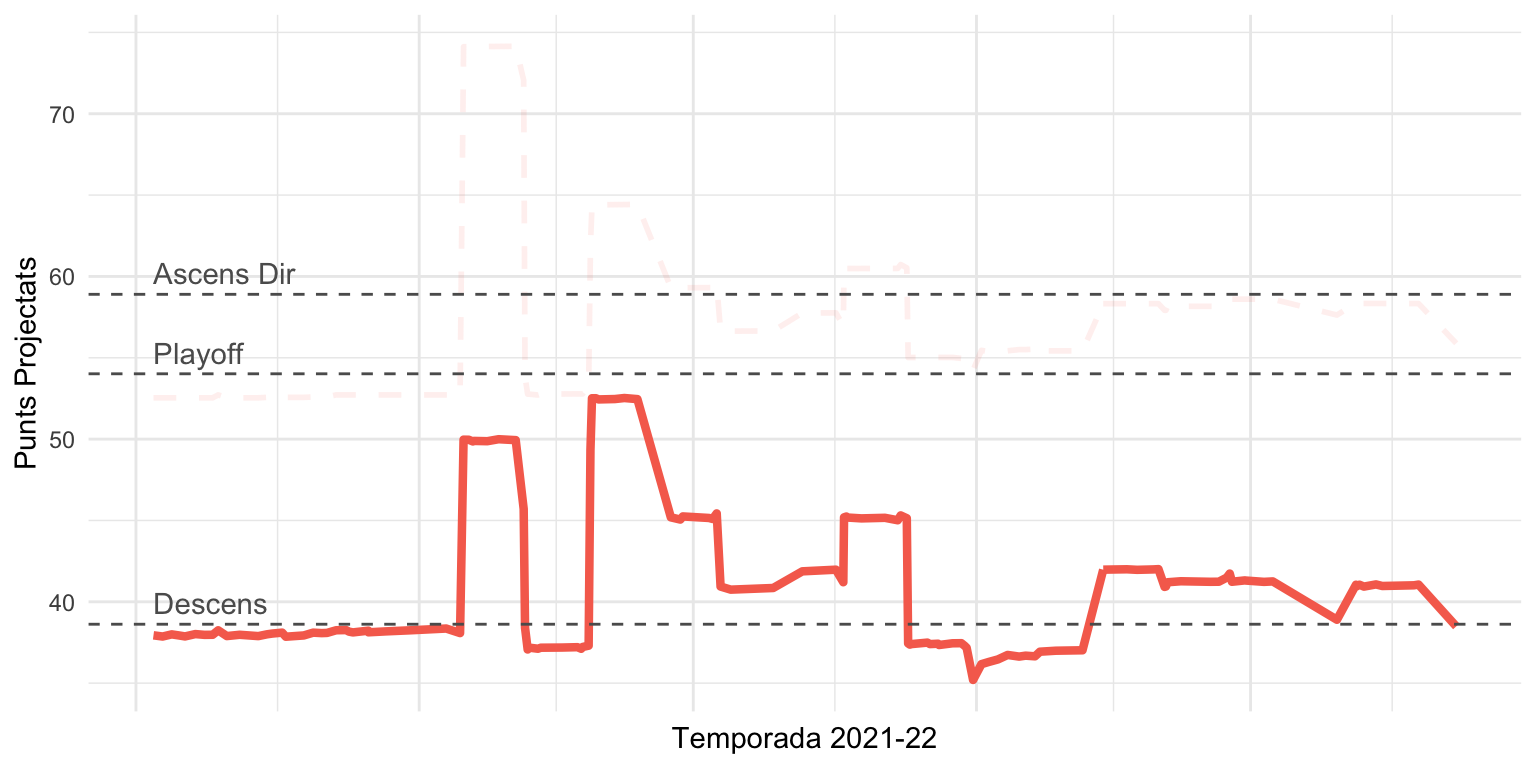 Punts Projectats
70
60
50
40
Ascens Dir
Playoff
Descens
Temporada 2021-22